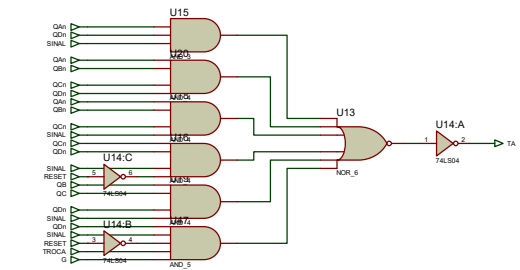 U15
QAn
QDn
SINAL
U20
QAn
QBn
QCn
QDn
QAn
QBn
U13
U14:A
1
2
TA
74LS04
QCn
SINAL
QCn
QDn
U14:C
NOR_6
SINAL
RESET
5
6
QB
74LS04
QC
QDn
SINAL
QDn
U14:B
SINAL
RESET
3
4
TROCA
74LS04
G
AND_5